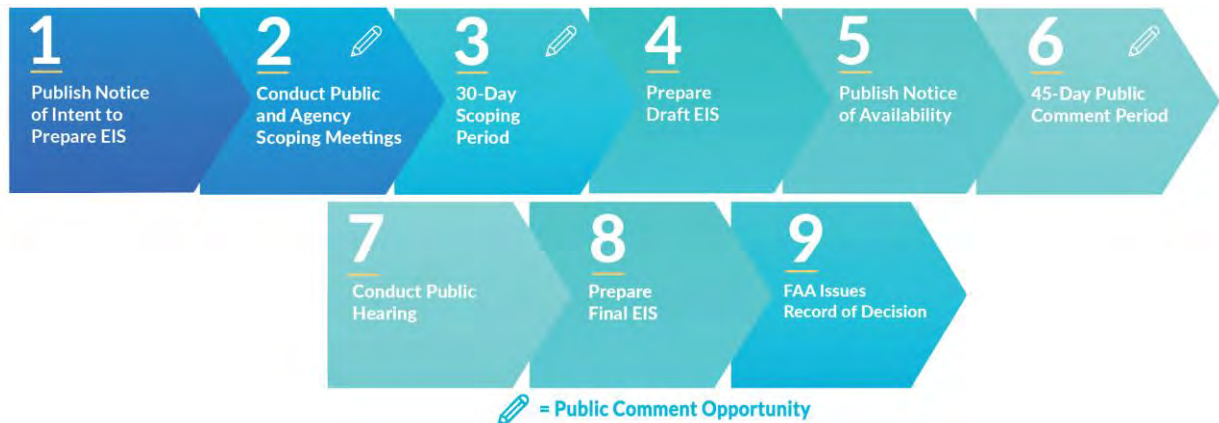 1
Publish Notice
of Intent to
Prepare EIS
2
Conduct Public
and Agency
Scoping Meetings
3
30-Day
Scoping
Period
4
Prepare
Draft EIS
5
Publish Notice
of Availability
6
45-Day Public
Comment Period
7
Conduct Public
Hearing
8
Prepare
Final EIS
9
FAA Issues
Record of Decision
= Public Comment Opportunity